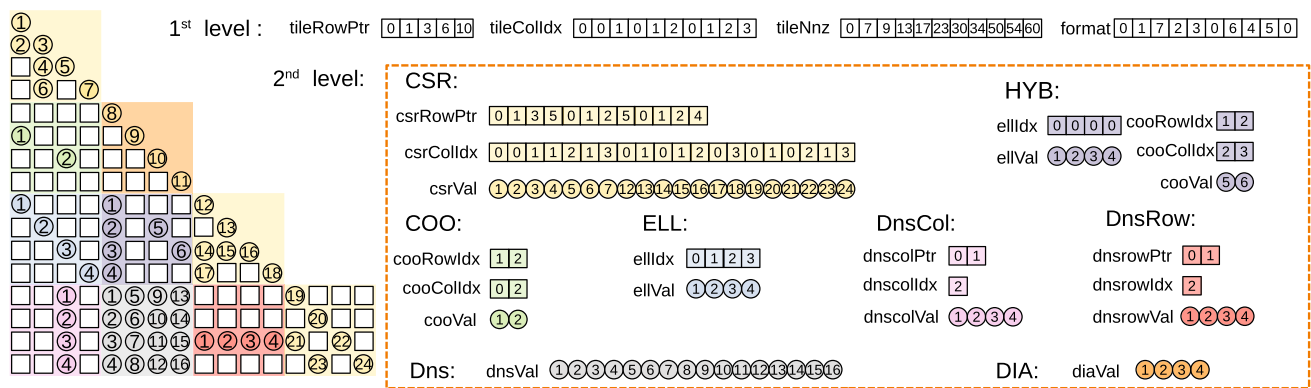 1st level : tileRowPtr 0 1 3 6 10 tileColIdx 0 0 1 0 1 2 0 1 2 3 tileNnz 0 7 9 13 17 23 30 34 50 54 60 format 0 1 7 2 3 0 6 4 5 0
1
2 3
4 5
6 7
8
1 9
2 10
11
1 1 12
2 2 5 13
3 3 6 14 15 16
4 4 17 18
1 1 5 9 13 19
2 2 6 10 14 20
3 3 7 11 15 1 2 3 4 21 22
4 4 8 12 16 23 24
2nd level:
CSR:
csrRowPtr 0 1 3 5 0 1 2 5 0 1 2 4
csrColIdx 0 0 1 1 2 1 3 0 1 0 1 2 0 3 0 1 0 2 1 3
csrVal 1 2 3 4 5 6 7 12 13 14 15 16 17 18 19 20 21 22 23 24
HYB:
ellIdx 0 0 0 0 cooRowIdx 1 2
ellVal 1 2 3 4 cooColIdx 2 3
cooVal 5 6
COO:
cooRowIdx 1 2
cooColIdx 0 2
cooVal 1 2
ELL:
ellIdx 0 1 2 3
ellVal 1 2 3 4
DnsCol:
dnscolPtr 0 1
dnscolIdx 2
dnscolVal 1 2 3 4
DnsRow:
dnsrowPtr 0 1
dnsrowIdx 2
dnsrowVal 1 2 3 4
Dns: dnsVal 1 2 3 4 5 6 7 8 9 10 11 12 13 14 15 16
DIA: diaVal 1 2 3 4